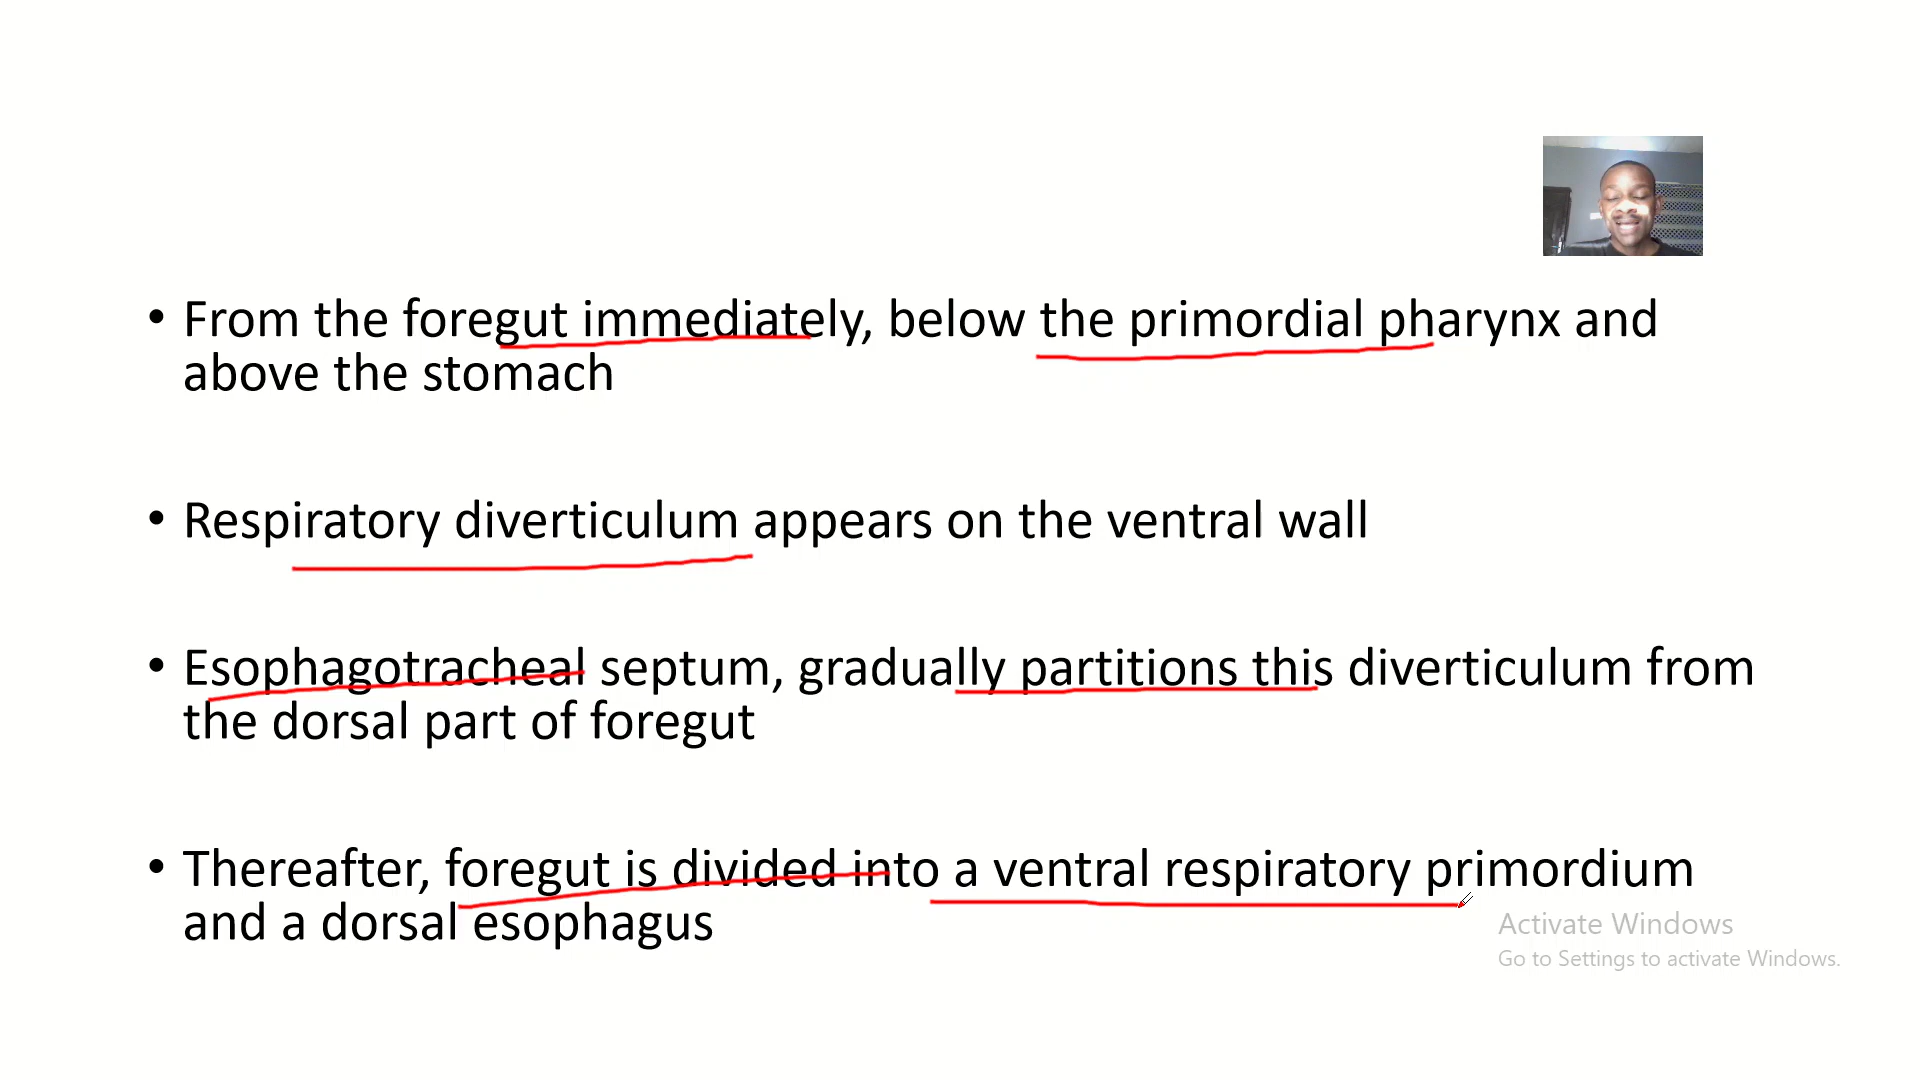 • From the foregut immediately, below the primordial pharynx and
above the stomach
• Respiratory diverticulum appears on the ventral wall
• Esophagotracheal septum, gradually partitions this diverticulum from
the dorsal part of foregut
• Thereafter, foregut is divided into a ventral respiratory primordium
and a dorsal esophagus
Activate Windows
Go to Settings to activate Windows.